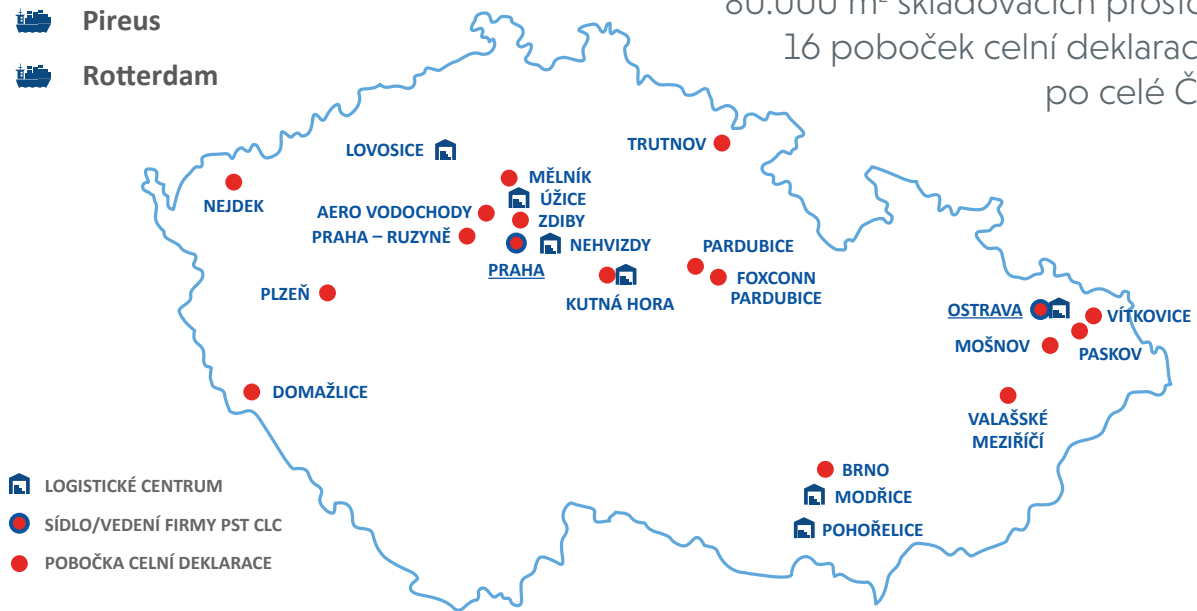 Pireus
Rotterdam
16 poboček celní
po celé
LOVOSICE
TRUTNOV
MĚLNÍK
NEJDEK
ÚŽICE
AERO VODOCHODY
ZDIBY
PRAHA – RUZYNĚ
NEHVIZDY
PRAHA
PARDUBICE
FOXCONN
PARDUBICE
KUTNÁ HORA
PLZEŇ
OSTRAVA
VÍTKOVICE
MOŠNOV
PASKOV
DOMAŽLICE
VALAŠSKÉ
MEZIŘÍČÍ
BRNO
MODŘICE
POHOŘELICE
LOGISTICKÉ CENTRUM
SÍDLO/VEDENÍ FIRMY PST CLC
POBOČKA CELNÍ DEKLARACE